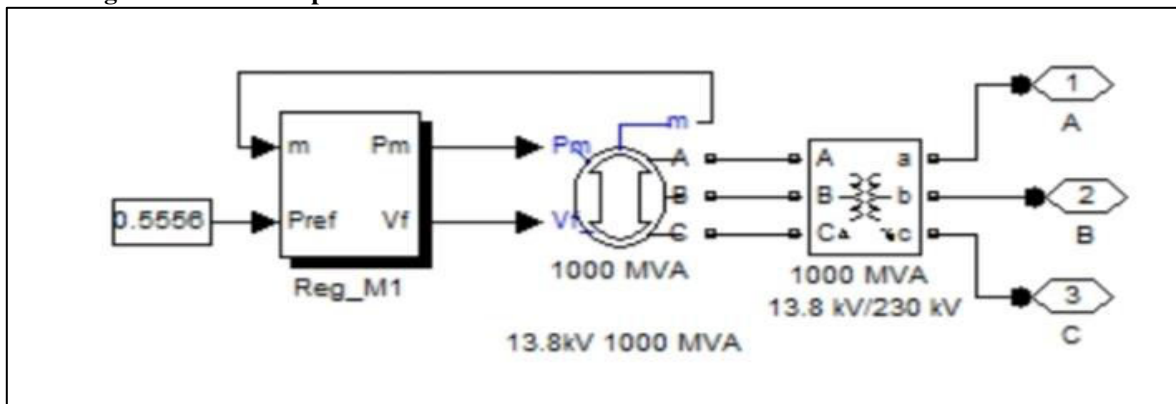 m
Pm
0.5556
Pref
Vf
Reg_M1
Pm
m
Vf_
A
B
C
1000 MVA
13.8kV 1000 MVA
A
B
C
a
b
c
1000 MVA
13.8 kV/230 kV
1
A
2
B
3
C